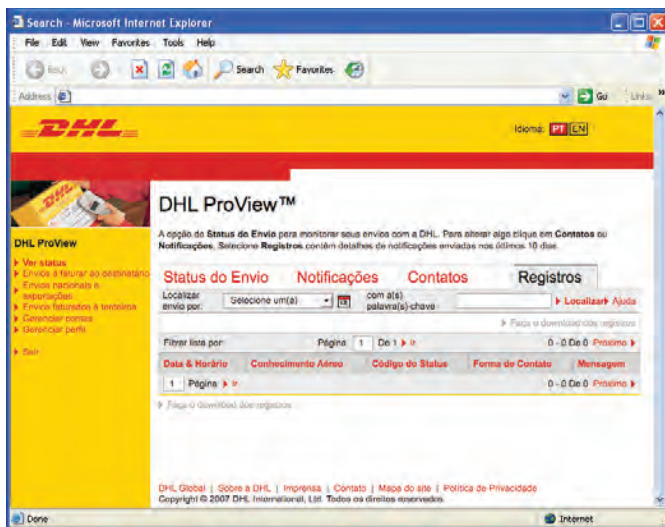 Search - Microsoft Internet Explorer
File Edit View Favorites Tools Help
Search Favorites
Address Go Links »
DHL
Idioma: PT EN
DHL ProView™
A opção do Status do Envio para monitorar seus envios com a DHL. Para alterar algo clique em Contatos ou
Notificações. Selecione Registros contém detalhes de notificações enviadas nos últimos 10 dias.
DHL ProView
Ver status
Envios a faturar ao destinatário
Envios nacionais e
exportações
Envios faturados à terceiros
Gerenciar contas
Gerenciar perfil
Sair
Status do Envio Notificações Contatos Registros
Localizar
envio por: Selecione um(a) com a(s)
palavra(s)-chave Localizar Ajuda
Faça o download dos registros
Filtrar lista por: Página 1 De 1 Ir 0 - 0 De 0 Próximo
Data & Horário Conhecimento Aéreo Código do Status Forma de Contato Mensagem
1 Página Ir 0 - 0 De 0 Próximo
Faça o download dos registros
DHL Global | Sobre a DHL | Imprensa | Contato | Mapa do site | Política de Privacidade
Copyright © 2007 DHL International, Ltd. Todos os direitos reservados.
Done Internet